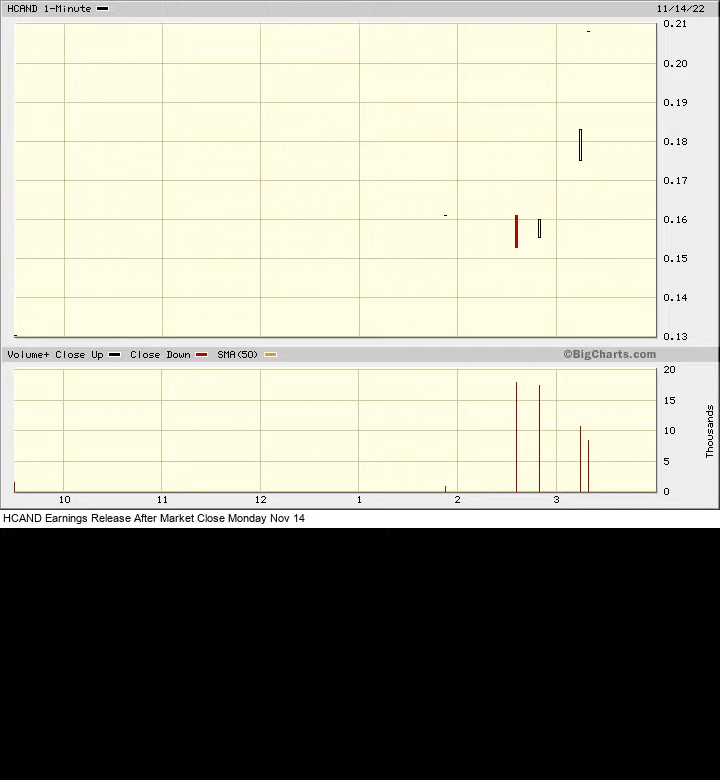 HCAND 1-Minute 11/14/22
0.21
0.20
0.19
0.18
0.17
0.16
0.15
0.14
0.13
Volume+ Close Up Close Down SMA(50) ©BigCharts.com
20
15
10
5
0
Thousands
10 11 12 1 2 3
HCAND Earnings Release After Market Close Monday Nov 14